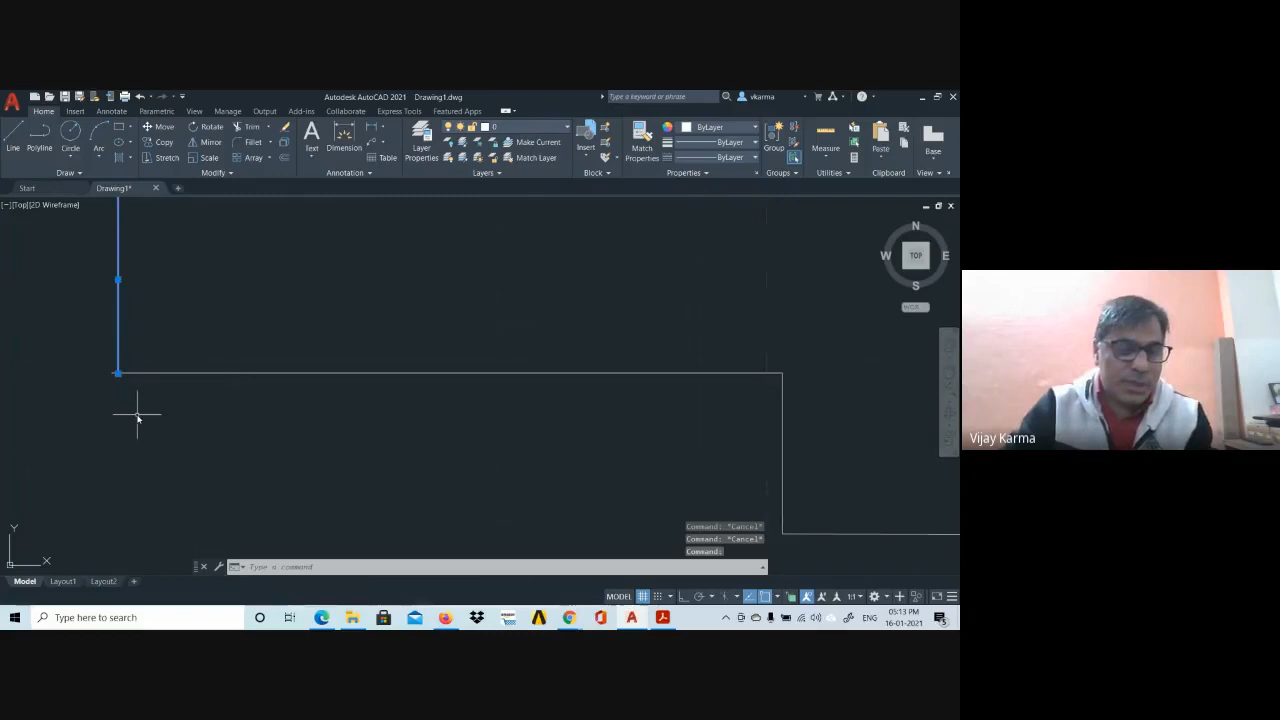 Autodesk AutoCAD 2021 Drawing1.dwg
Type a keyword or phrase
vkarma
Home Insert Annotate Parametric View Manage Output Add-ins Collaborate Express Tools Featured Apps
Move Rotate Trim
0
ByLayer
Copy Mirror Fillet
Make Current
ByLayer
Line Polyline Circle Arc
Text Dimension
Layer
Insert
Match
Group
Measure
Paste
Base
Stretch Scale Array
Table
Properties
Match Layer
Properties
ByLayer
Draw Modify Annotation Layers Block Properties Groups Utilities Clipboard View
Start Drawing1*
[−][Top][2D Wireframe]
N
W TOP E
S
Command: *Cancel*
Command: *Cancel*
Command:
Y
X
Type a command
Model Layout1 Layout2
MODEL 1:1
Type here to search
ENG
05:13 PM
16-01-2021
Vijay Karma